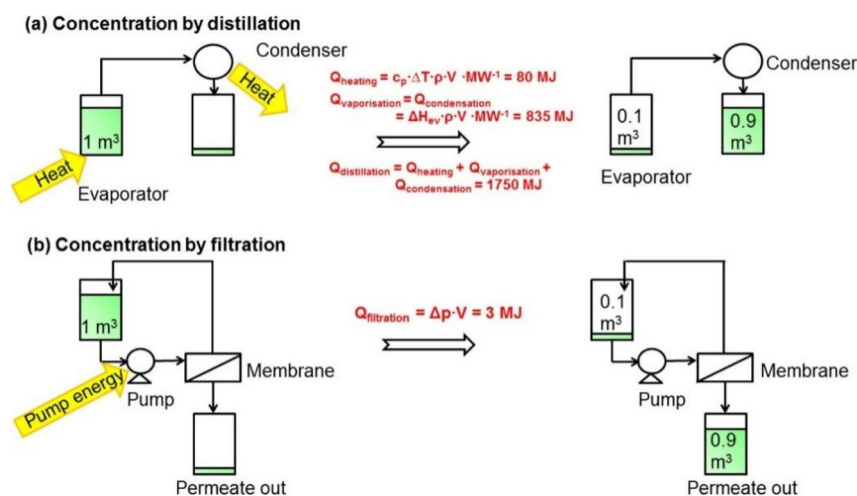 (a) Concentration by distillation
Condenser
Heat
1 m³
Heat
Evaporator
Q_heating = c_p·ΔT·ρ·V ·MW⁻¹ = 80 MJ
Q_vaporisation = Q_condensation
= ΔH_ev·ρ·V ·MW⁻¹ = 835 MJ
Q_distillation = Q_heating + Q_vaporisation +
Q_condensation = 1750 MJ
Condenser
0.1
m³
0.9
m³
Evaporator
(b) Concentration by filtration
1 m³
Pump energy
Pump
Membrane
Permeate out
Q_filtration = Δp·V = 3 MJ
0.1
m³
Membrane
Pump
0.9
m³
Permeate out